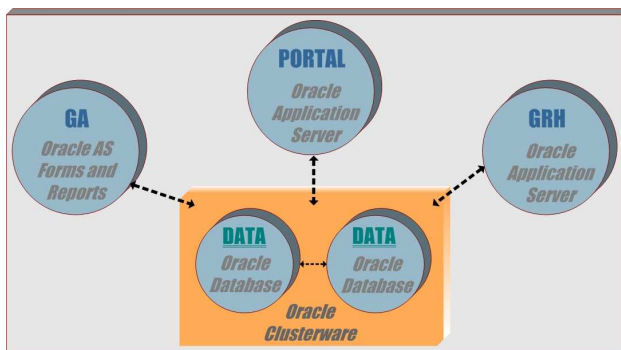 PORTAL
Oracle
Application
Server
GA
Oracle AS
Forms and
Reports
GRH
Oracle
Application
Server
DATA
Oracle
Database
DATA
Oracle
Database
Oracle
Clusterware